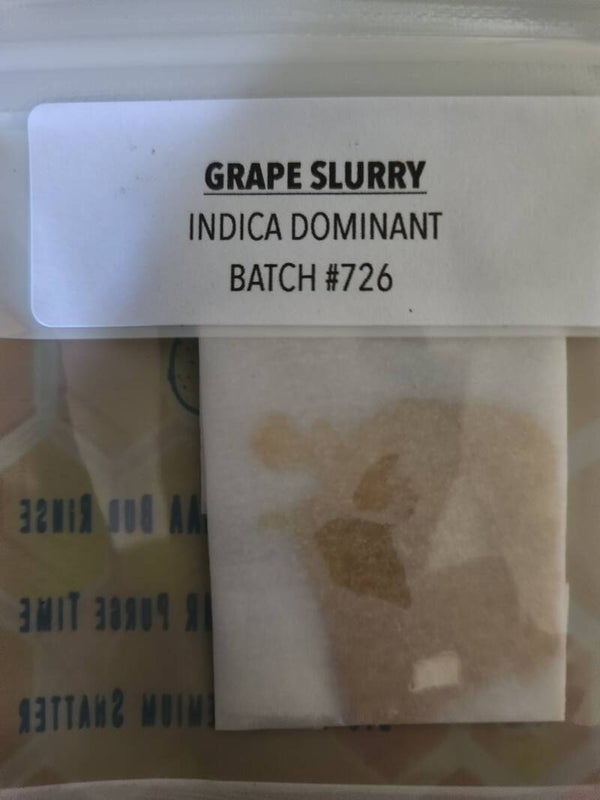 GRAPE SLURRY
INDICA DOMINANT
BATCH #726
BUD RINSE
PURGE TIME
SHATTER